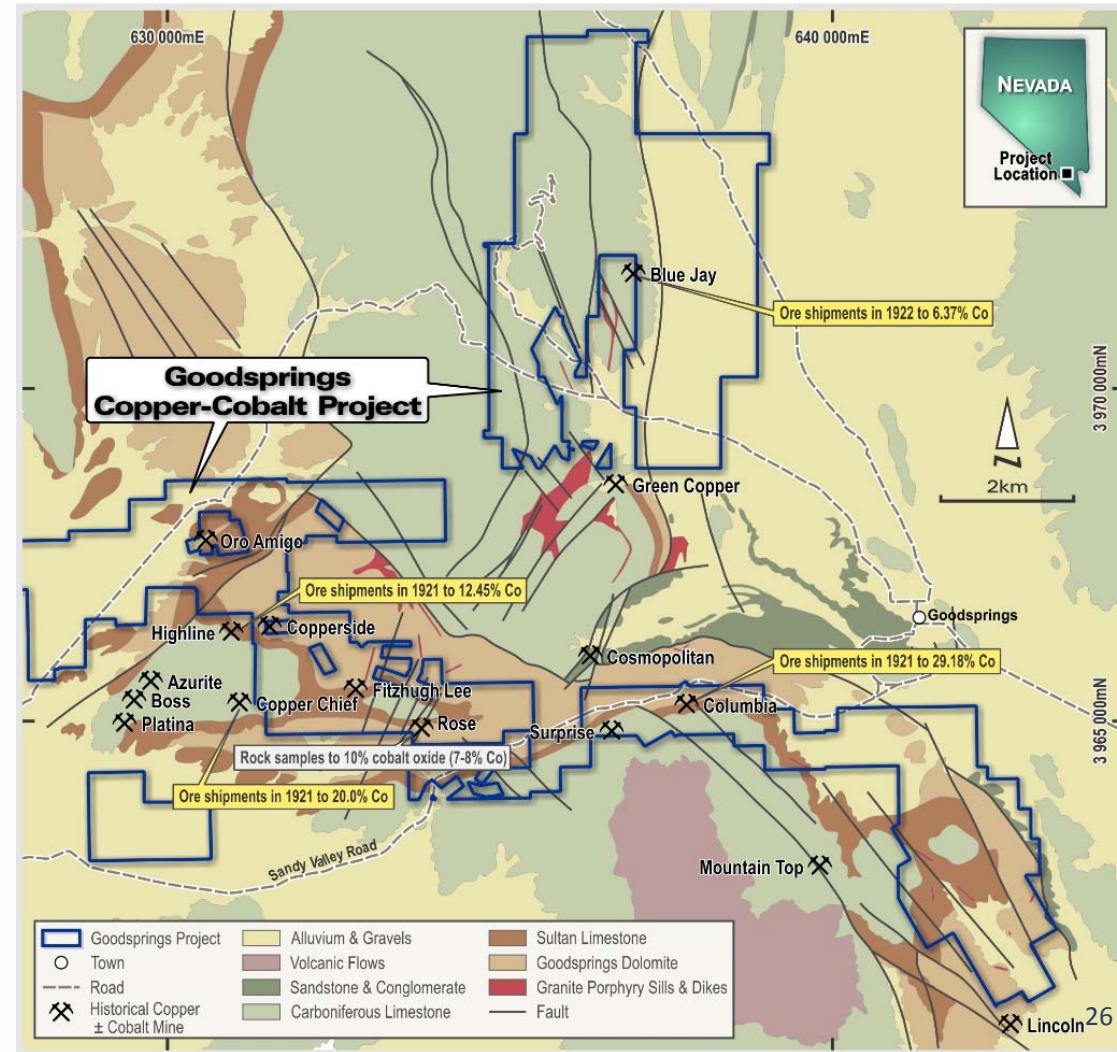 630 000mE
640 000mE
NEVADA
Project
Location
Blue Jay
Ore shipments in 1922 to 6.37% Co
Goodsprings
Copper-Cobalt Project
3 970 000mN
N
2km
Green Copper
Oro Amigo
Ore shipments in 1921 to 12.45% Co
Goodsprings
Highline
Copperside
Cosmopolitan
Ore shipments in 1921 to 29.18% Co
Azurite
Boss
Platina
Copper Chief
Fitzhugh Lee
Columbia
Rose
Surprise
3 965 000mN
Rock samples to 10% cobalt oxide (7-8% Co)
Ore shipments in 1921 to 20.0% Co
Sandy Valley Road
Mountain Top
Goodsprings Project
Town
Road
Historical Copper
± Cobalt Mine
Alluvium & Gravels
Volcanic Flows
Sandstone & Conglomerate
Carboniferous Limestone
Sultan Limestone
Goodsprings Dolomite
Granite Porphyry Sills & Dikes
Fault
Lincoln
26